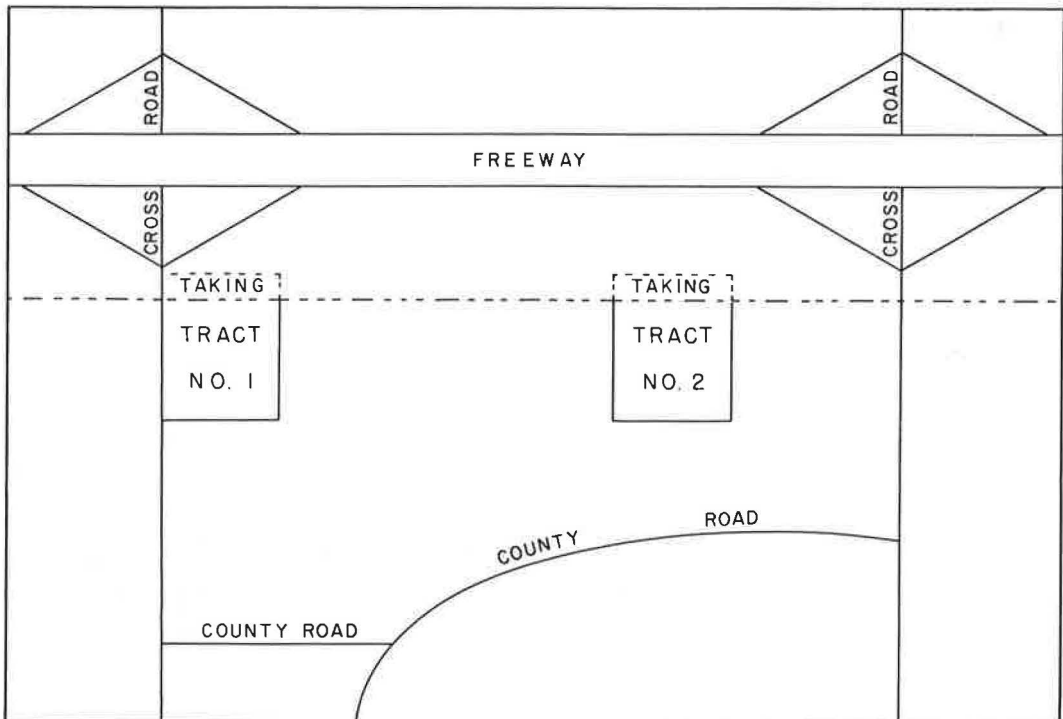 ROAD
ROAD
FREEWAY
CROSS
CROSS
TAKING
TAKING
TRACT
NO. 1
TRACT
NO. 2
COUNTY ROAD
COUNTY ROAD